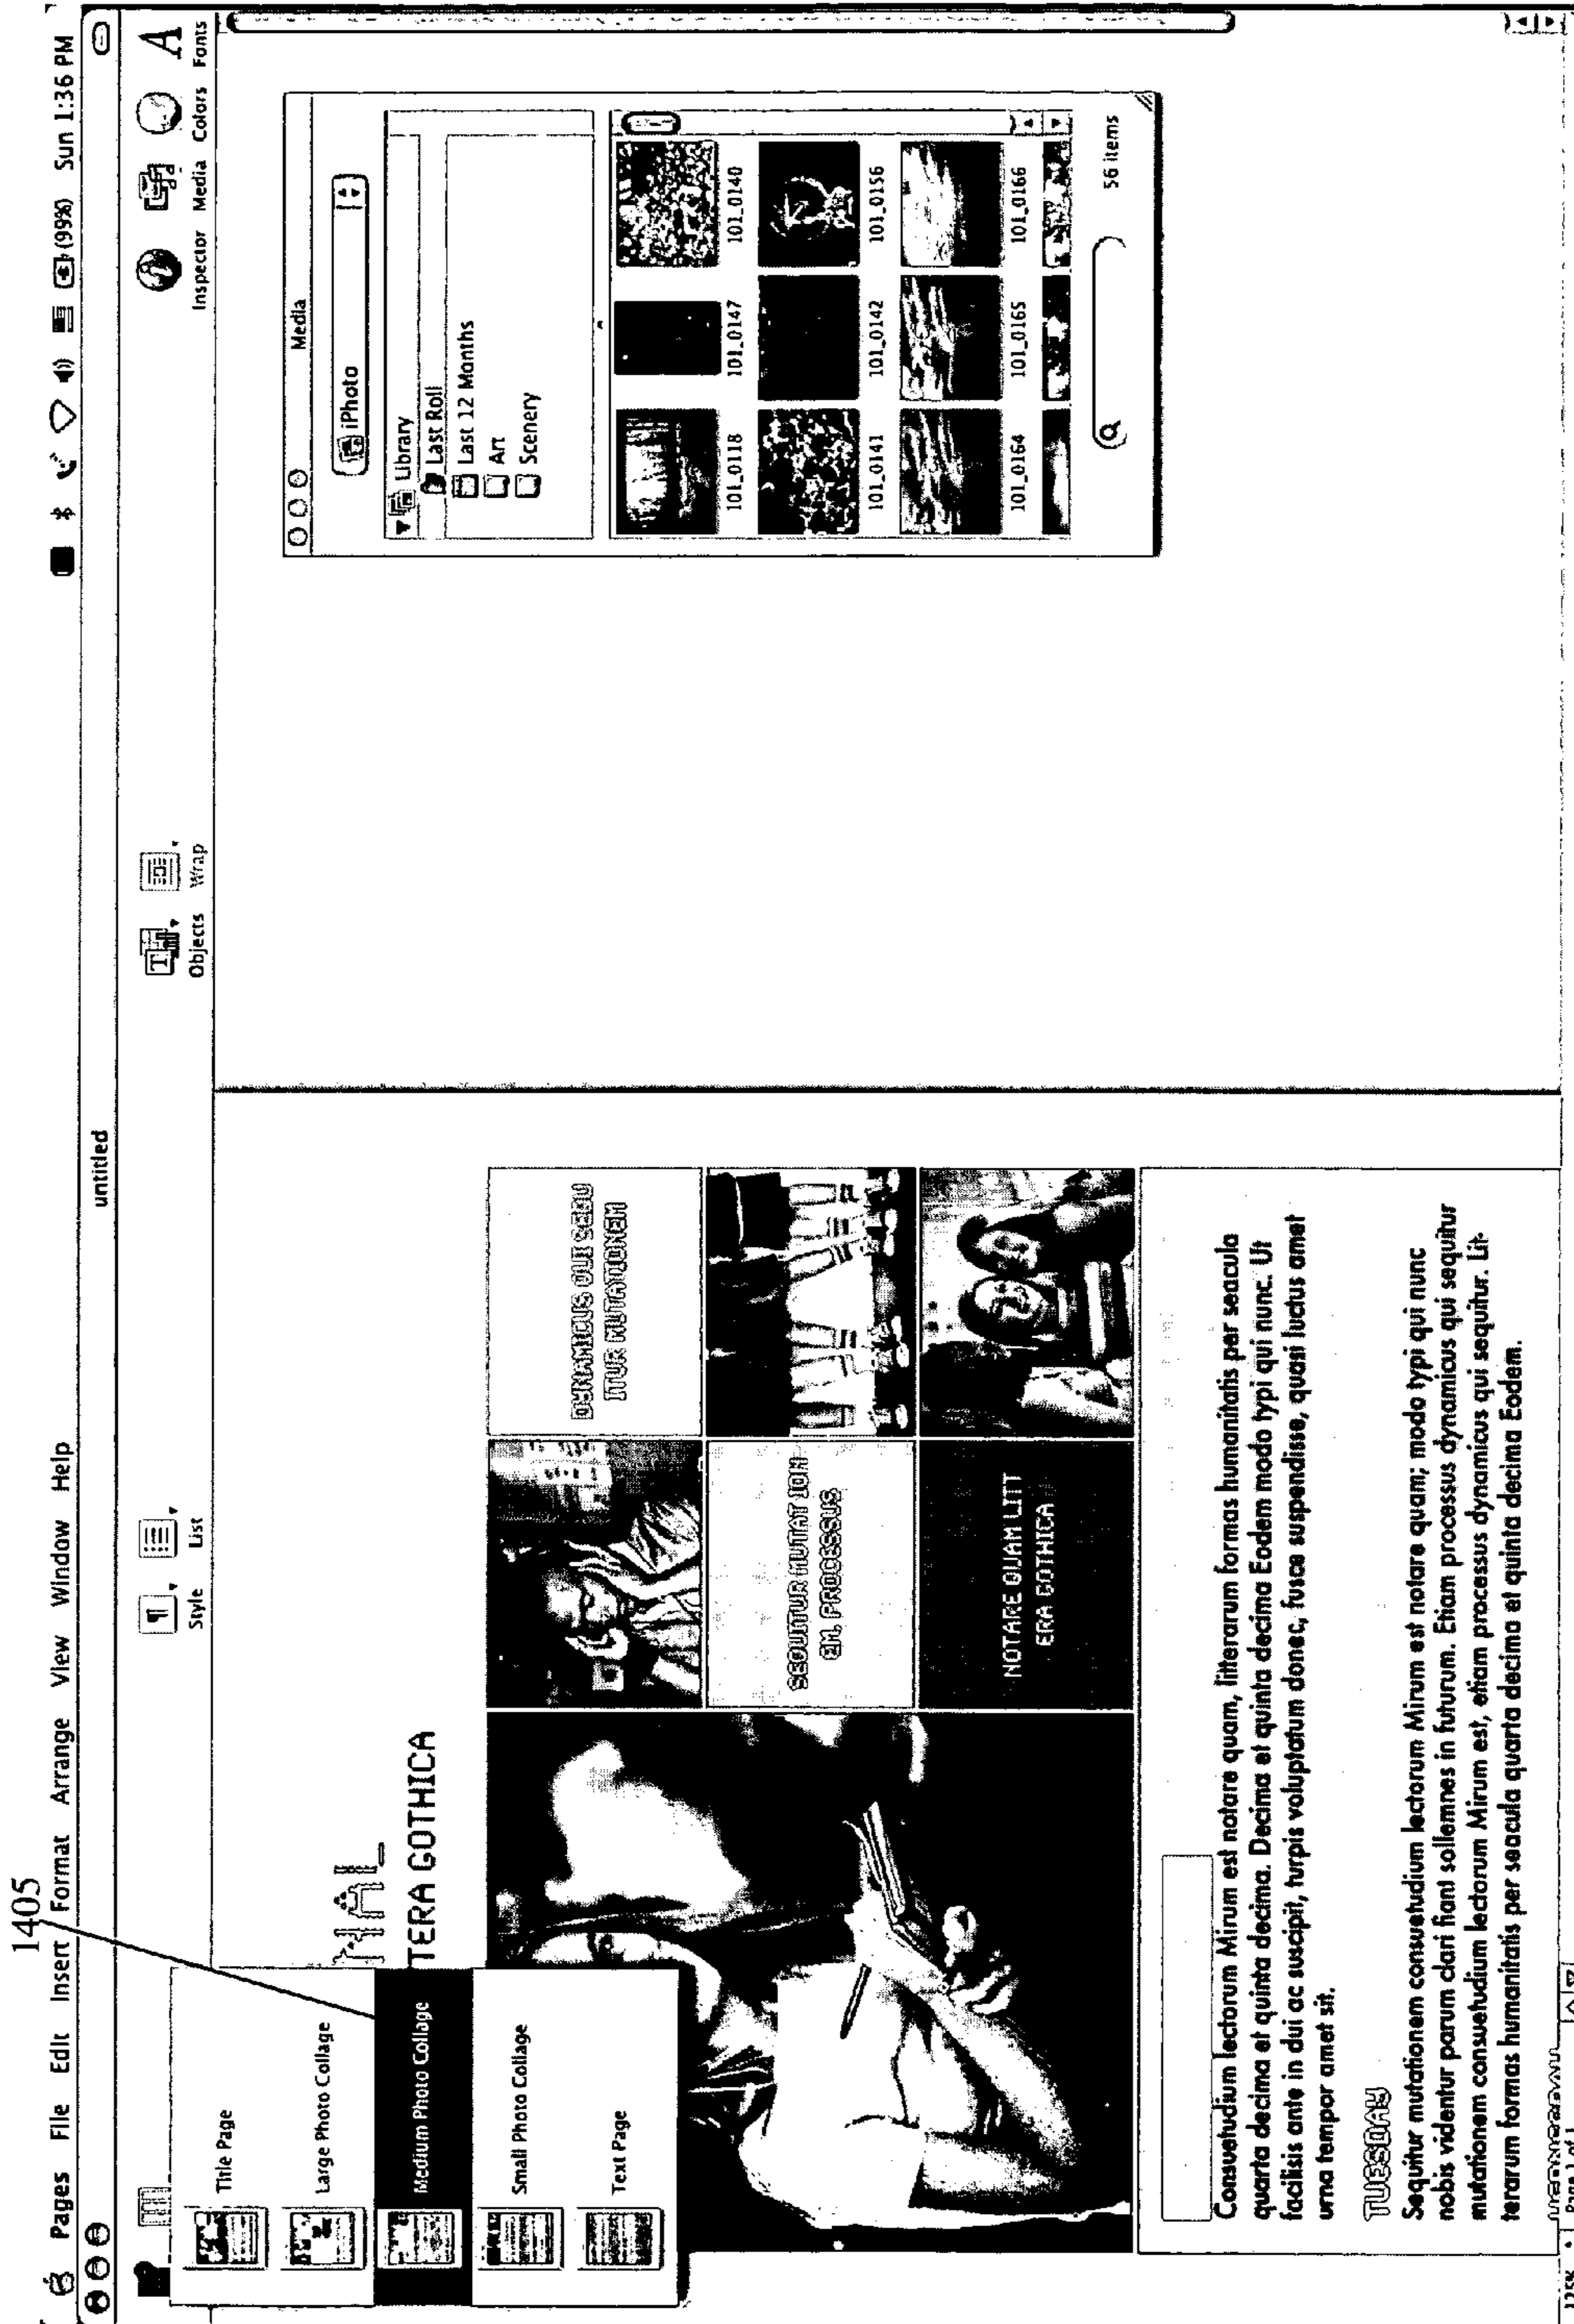 1405
Pages File Edit Insert Format Arrange View Window Help
(99%) Sun 1:36 PM
untitled
Style List
Objects Wrap
Inspector Media Colors Fonts
Title Page
Large Photo Collage
Medium Photo Collage
Small Photo Collage
Text Page
TERA GOTHICA
ITUR MUTATIONEM
EM. PROCESSUS
NOTARE QUAM LITT
ERA GOTHICA
Consuetudium lectorum Mirum est notare quam, litterarum formas humanitatis per seacula
quarta decima et quinta decima. Decima et quinta decima Eodem modo typi qui nunc. Ut
facilisis ante in dui ac suscipit, turpis voluptatum donec, fusce suspendisse, quasi luctus amet
urna tempor amet sit.
TUESDAY
Sequitur mutationem consuetudium lectorum Mirum est notare quam; modo typi qui nunc
nobis videntur parum clari fiant sollemnes in futurum. Etiam processus dynamicus qui sequitur
mutationem consuetudium lectorum Mirum est, etiam processus dynamicus qui sequitur. Lit-
terarum formas humanitatis per seacula quarta decima et quinta decima Eodem.
125% Page 1 of 1
Media
iPhoto
Library
Last Roll
Last 12 Months
Art
Scenery
101_0118 101_0147 101_0140
101_0141 101_0142 101_0156
101_0164 101_0165 101_0166
56 items